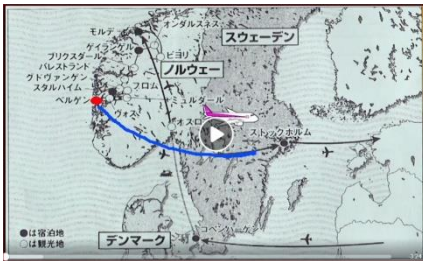 オンダルスネス
モルデ
スウェーデン
ゲイランゲル
ビヨリ
ブリクスダール
バレストランド
ノルウェー
グドヴァンゲン
フロム
スタルハイム
ミュルダール
ベルゲン
ヴォス
オスロ
ストックホルム
コペンハーゲン
デンマーク
●は宿泊地
○は観光地